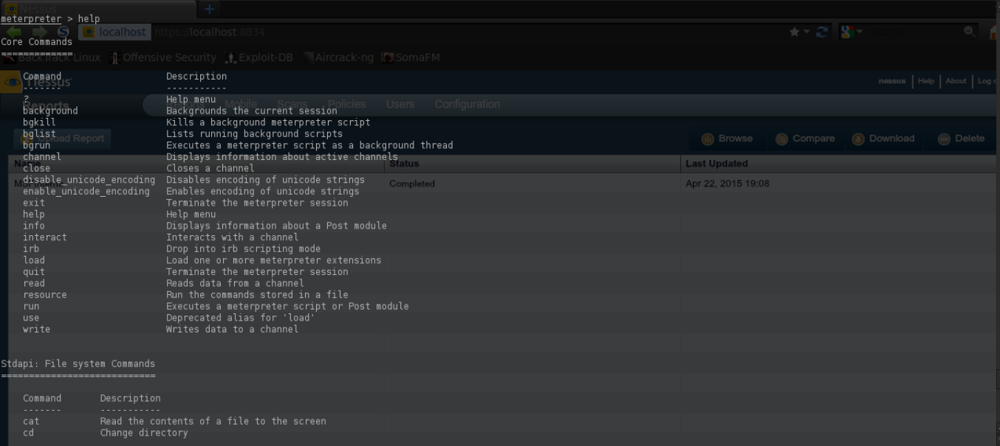 Nessus
meterpreter > help
localhost https://localhost:8834
Core Commands
=============
BackTrack Linux Offensive Security Exploit-DB Aircrack-ng SomaFM
Command Description
------- -----------
nessus Help About Log
Nessus
? Help menu
Reports Reports Mobile Scans Policies Users Configuration
background Backgrounds the current session
bgkill Kills a background meterpreter script
bglist Lists running background scripts
Upload Report Browse Compare Download Delete
bgrun Executes a meterpreter script as a background thread
channel Displays information about active channels
Name Status Last Updated
close Closes a channel
disable_unicode_encoding Disables encoding of unicode strings
Completed Apr 22, 2015 19:08
enable_unicode_encoding Enables encoding of unicode strings
exit Terminate the meterpreter session
help Help menu
info Displays information about a Post module
interact Interacts with a channel
irb Drop into irb scripting mode
load Load one or more meterpreter extensions
quit Terminate the meterpreter session
read Reads data from a channel
resource Run the commands stored in a file
run Executes a meterpreter script or Post module
use Deprecated alias for 'load'
write Writes data to a channel
Stdapi: File system Commands
============================
Command Description
------- -----------
cat Read the contents of a file to the screen
cd Change directory